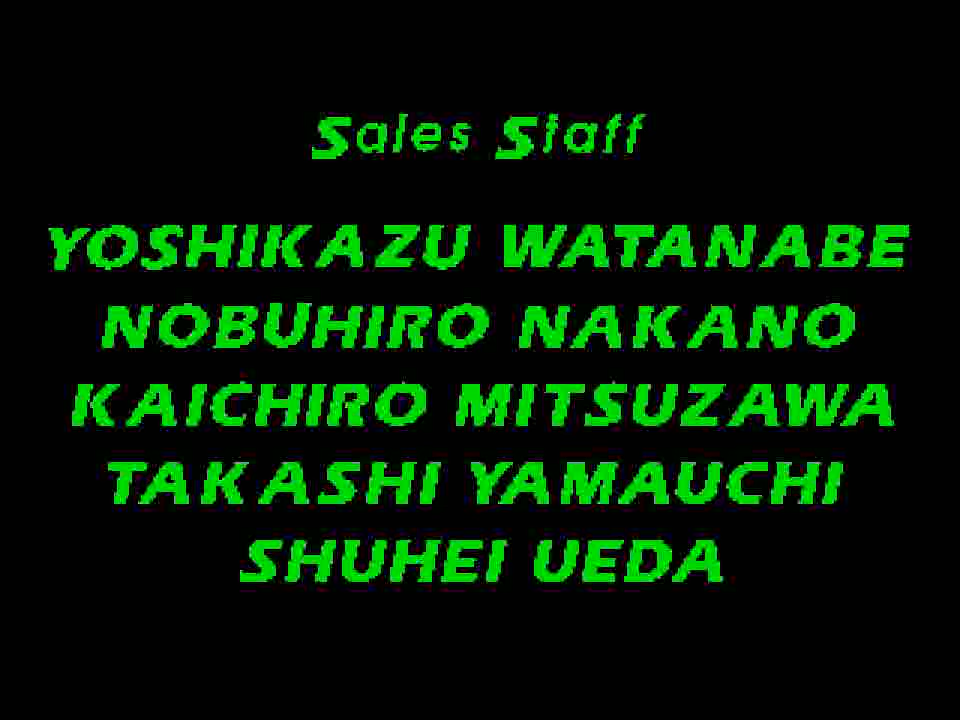 Sales Staff
YOSHIKAZU WATANABE
NOBUHIRO NAKANO
KAICHIRO MITSUZAWA
TAKASHI YAMAUCHI
SHUHEI UEDA